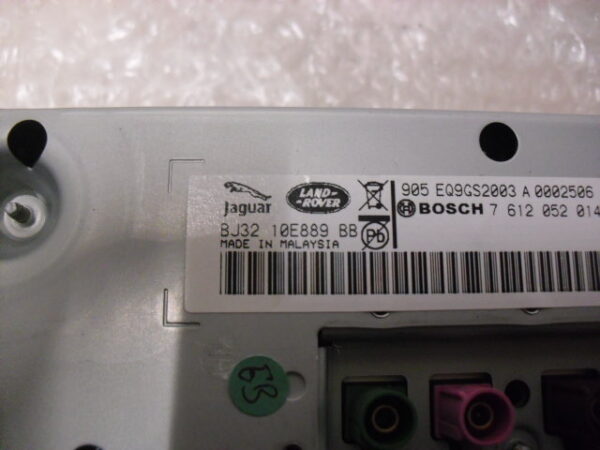 Jaguar
LAND-
-ROVER
905 EQ9GS2003 A 0002506
BOSCH 7 612 052 014
BJ32 10E889 BB
Pb
MADE IN MALAYSIA
63